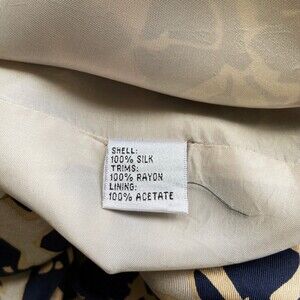 SHELL:
100% SILK
TRIMS:
100% RAYON
LINING:
100% ACETATE